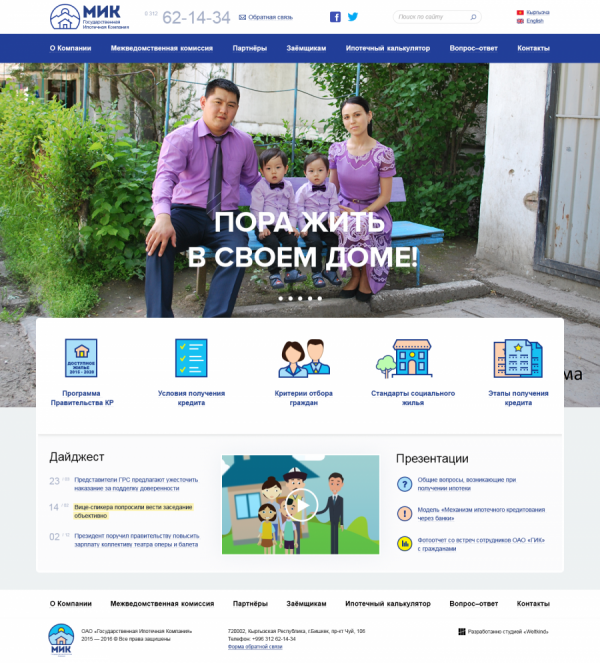 МИК
Государственная
Ипотечная Компания
0 312 62-14-34
Обратная связь
Поиск по сайту
Кыргызча
English
О Компании Межведомственная комиссия Партнёры Заёмщикам Ипотечный калькулятор Вопрос–ответ Контакты
ПОРА ЖИТЬ
В СВОЕМ ДОМЕ!
ма
ДОСТУПНОЕ
ЖИЛЬЕ
2015 - 2020
Программа
Правительства КР
Условия получения
кредита
Критерии отбора
граждан
Стандарты социального
жилья
Этапы получения
кредита
Дайджест
23
Представители ГРС предлагают ужесточить
наказание за подделку доверенности
14
Вице-спикера попросили вести заседание
объективно
02
Президент поручил правительству повысить
зарплату коллективу театра оперы и балета
Презентации
Общие вопросы, возникающие при
получении ипотеки
Модель «Механизм ипотечного кредитования
через банки»
Фотоотчет со встреч сотрудников ОАО «ГИК»
с гражданами
О Компании Межведомственная комиссия Партнёры Заёмщикам Ипотечный калькулятор Вопрос–ответ Контакты
МИК
ОАО «Государственная Ипотечная Компания»
2015 — 2016 © Все права защищены
720002, Кыргызская Республика, г.Бишкек, пр-кт Чуй, 106
Телефон: +996 312 62-14-34
Форма обратной связи
Разработано студией